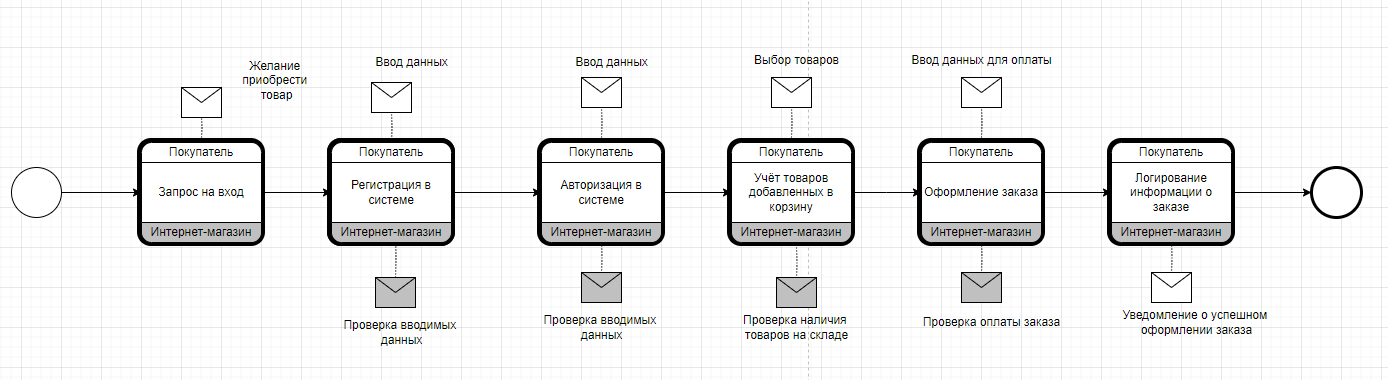 Желание
приобрести
товар
Ввод данных
Ввод данных
Выбор товаров
Ввод данных для оплаты
Покупатель
Запрос на вход
Интернет-магазин
Покупатель
Регистрация в
системе
Интернет-магазин
Покупатель
Авторизация в
системе
Интернет-магазин
Покупатель
Учёт товаров
добавленных в
корзину
Интернет-магазин
Покупатель
Оформление заказа
Интернет-магазин
Покупатель
Логирование
информации о
заказе
Интернет-магазин
Проверка вводимых
данных
Проверка вводимых
данных
Проверка наличия
товаров на складе
Проверка оплаты заказа
Уведомление о успешном
оформлении заказа